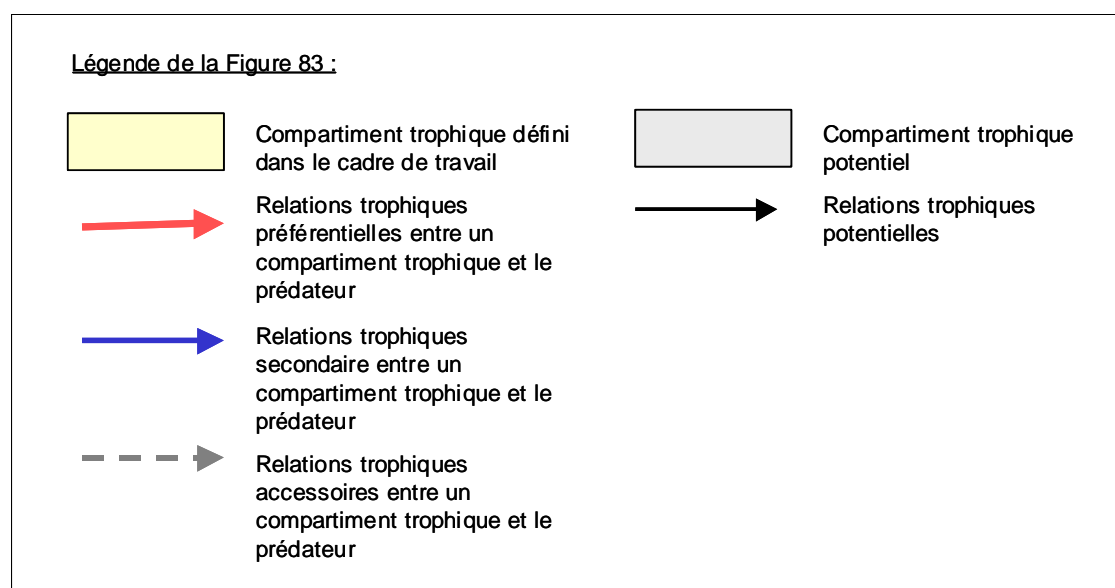 Légende de la Figure 83 :
Compartiment trophique défini
dans le cadre de travail
Relations trophiques
préférentielles entre un
compartiment trophique et le
prédateur
Relations trophiques
secondaire entre un
compartiment trophique et le
prédateur
Relations trophiques
accessoires entre un
compartiment trophique et le
prédateur
Compartiment trophique
potentiel
Relations trophiques
potentielles